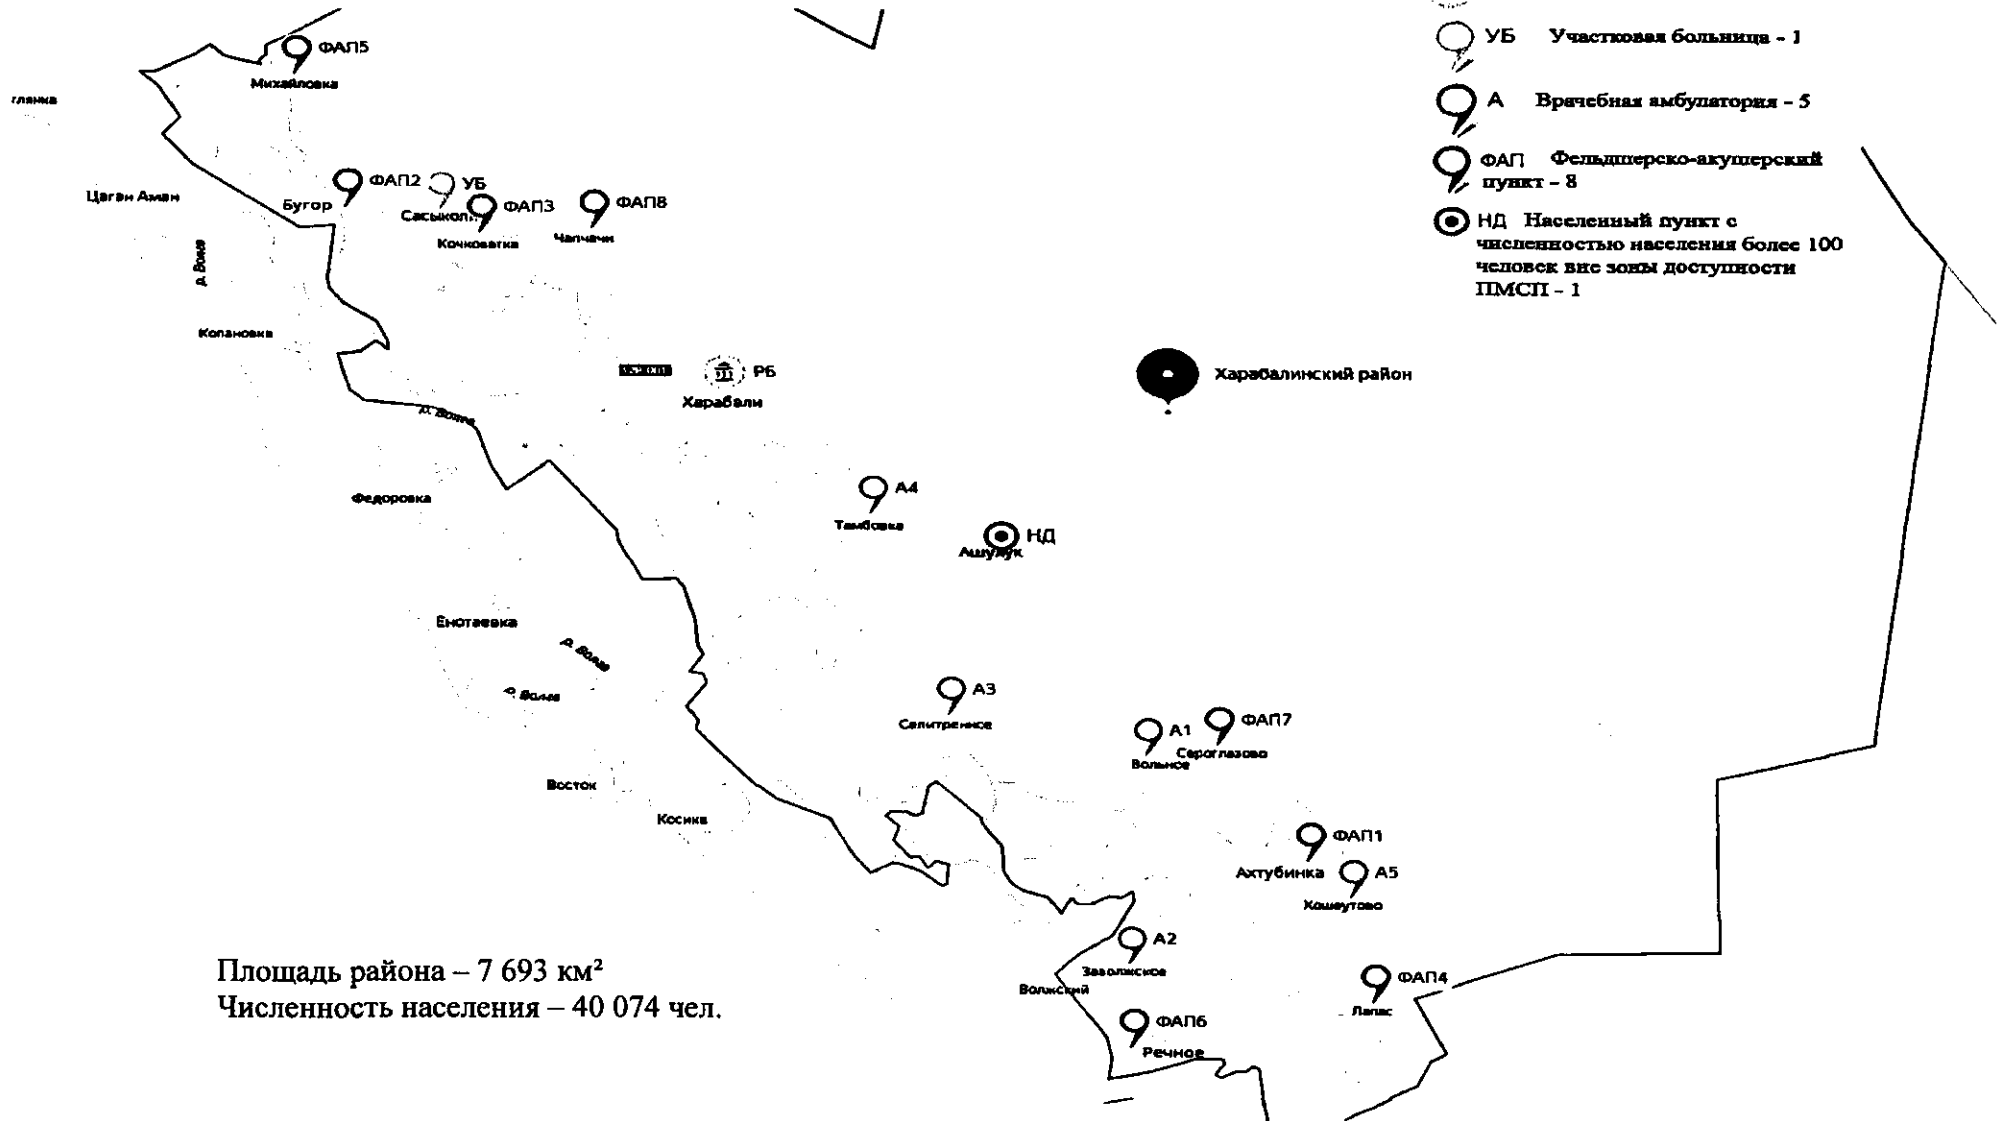 УБ Участковая больница - 1
А Врачебная амбулатория - 5
ФАП Фельдшерско-акушерский
пункт - 8
НД Населенный пункт с
численностью населения более 100
человек вне зоны доступности
ПМСП - 1
ФАП5
Михайловка
Цаган Аман
ФАП2
Бугор
УБ
ФАП3
Кочковатка
ФАП8
Чапчачи
р. Волга
Копановка
РБ
Харабали
Харабалинский район
р. Волга
Федоровка
А4
Тамбовка
НД
Ашулук
Енотаевка
р. Волга
р. Волга
А3
Селитренное
А1
Вольное
ФАП7
Сероглазово
Восток
Косика
ФАП1
Ахтубинка
А5
Хошеутово
А2
Заволжское
Волжский
ФАП4
Лапас
ФАП6
Речное
Площадь района – 7 693 км²
Численность населения – 40 074 чел.